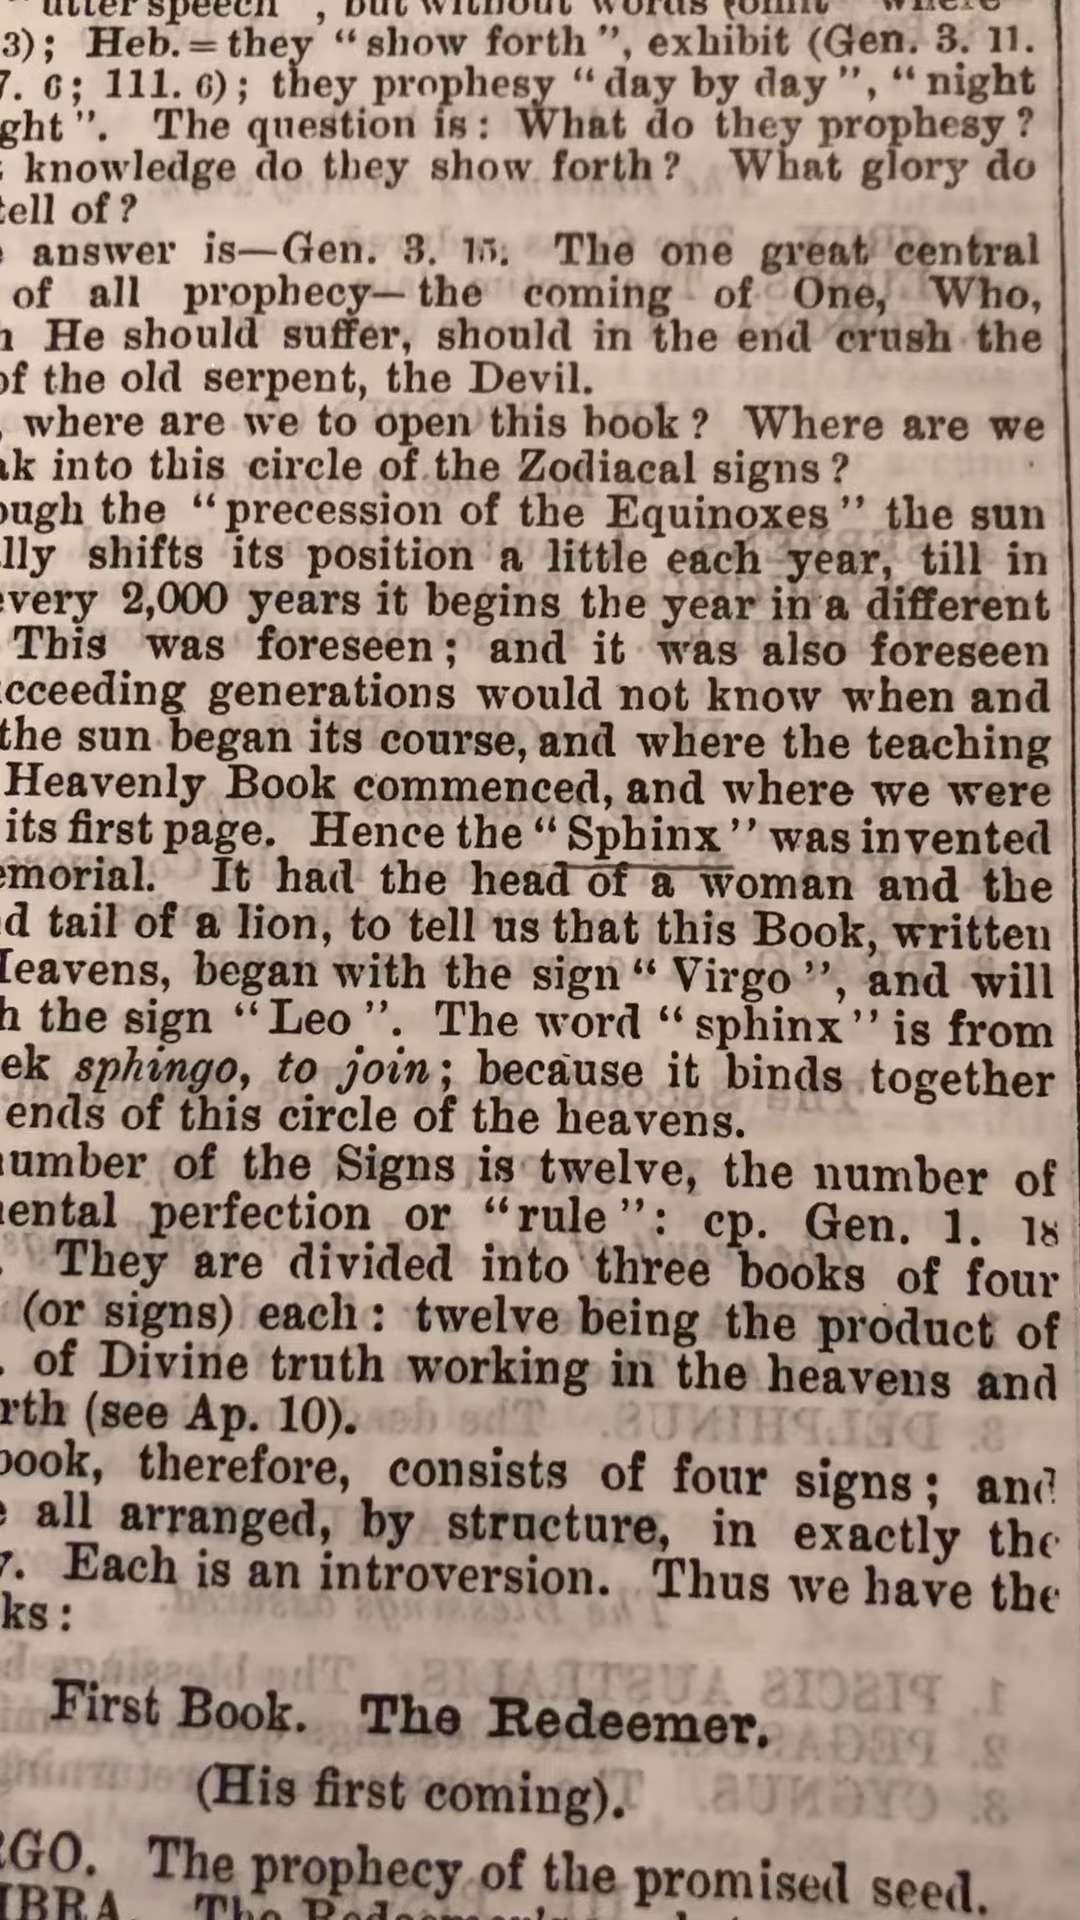 3); Heb. = they “show forth”, exhibit (Gen. 3. 11.
7. 6; 111. 6); they prophesy “day by day”, “night
ght”. The question is: What do they prophesy?
knowledge do they show forth? What glory do
tell of?
answer is—Gen. 3. 15. The one great central
of all prophecy—the coming of One, Who,
He should suffer, should in the end crush the
of the old serpent, the Devil.
, where are we to open this book? Where are we
ak into this circle of the Zodiacal signs?
ough the “precession of the Equinoxes” the sun
lly shifts its position a little each year, till in
every 2,000 years it begins the year in a different
This was foreseen; and it was also foreseen
cceeding generations would not know when and
the sun began its course, and where the teaching
Heavenly Book commenced, and where we were
its first page. Hence the “Sphinx” was invented
emorial. It had the head of a woman and the
d tail of a lion, to tell us that this Book, written
Heavens, began with the sign “Virgo”, and will
h the sign “Leo”. The word “sphinx” is from
ek sphingo, to join; because it binds together
ends of this circle of the heavens.
umber of the Signs is twelve, the number of
mental perfection or “rule”: cp. Gen. 1. 18
. They are divided into three books of four
(or signs) each: twelve being the product of
. of Divine truth working in the heavens and
rth (see Ap. 10).
book, therefore, consists of four signs; and
e all arranged, by structure, in exactly the
y. Each is an introversion. Thus we have the
ks:
First Book. The Redeemer.
(His first coming).
RGO. The prophecy of the promised seed.
IBRA. The Redeemer's